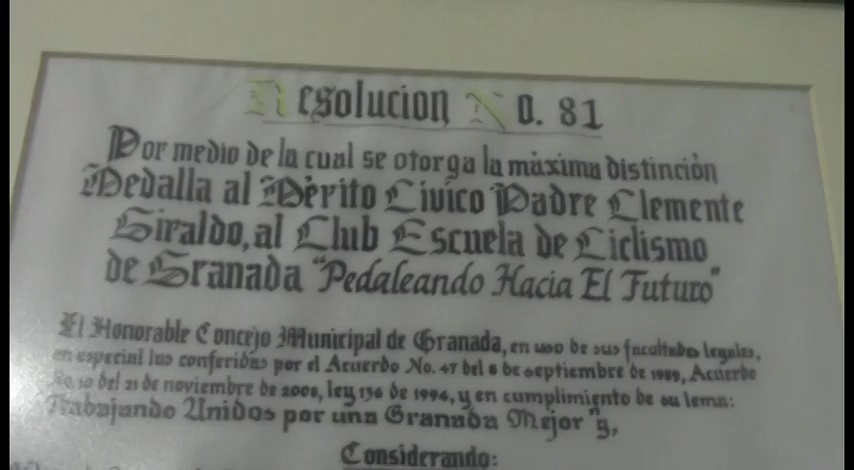 Resolucion No. 81
Por medio de la cual se otorga la máxima distinción
Medalla al Mérito Cívico Padre Clemente
Giraldo, al Club Escuela de Ciclismo
de Granada "Pedaleando Hacia El Futuro"
El Honorable Concejo Municipal de Granada, en uso de sus facultades legales,
en especial las conferidas por el Acuerdo No. 47 del 8 de septiembre de 1989, Acuerdo
No. 10 del 21 de noviembre de 2008, ley 136 de 1994, y en cumplimiento de su lema:
Trabajando Unidos por una Granada Mejor "y,
Considerando: